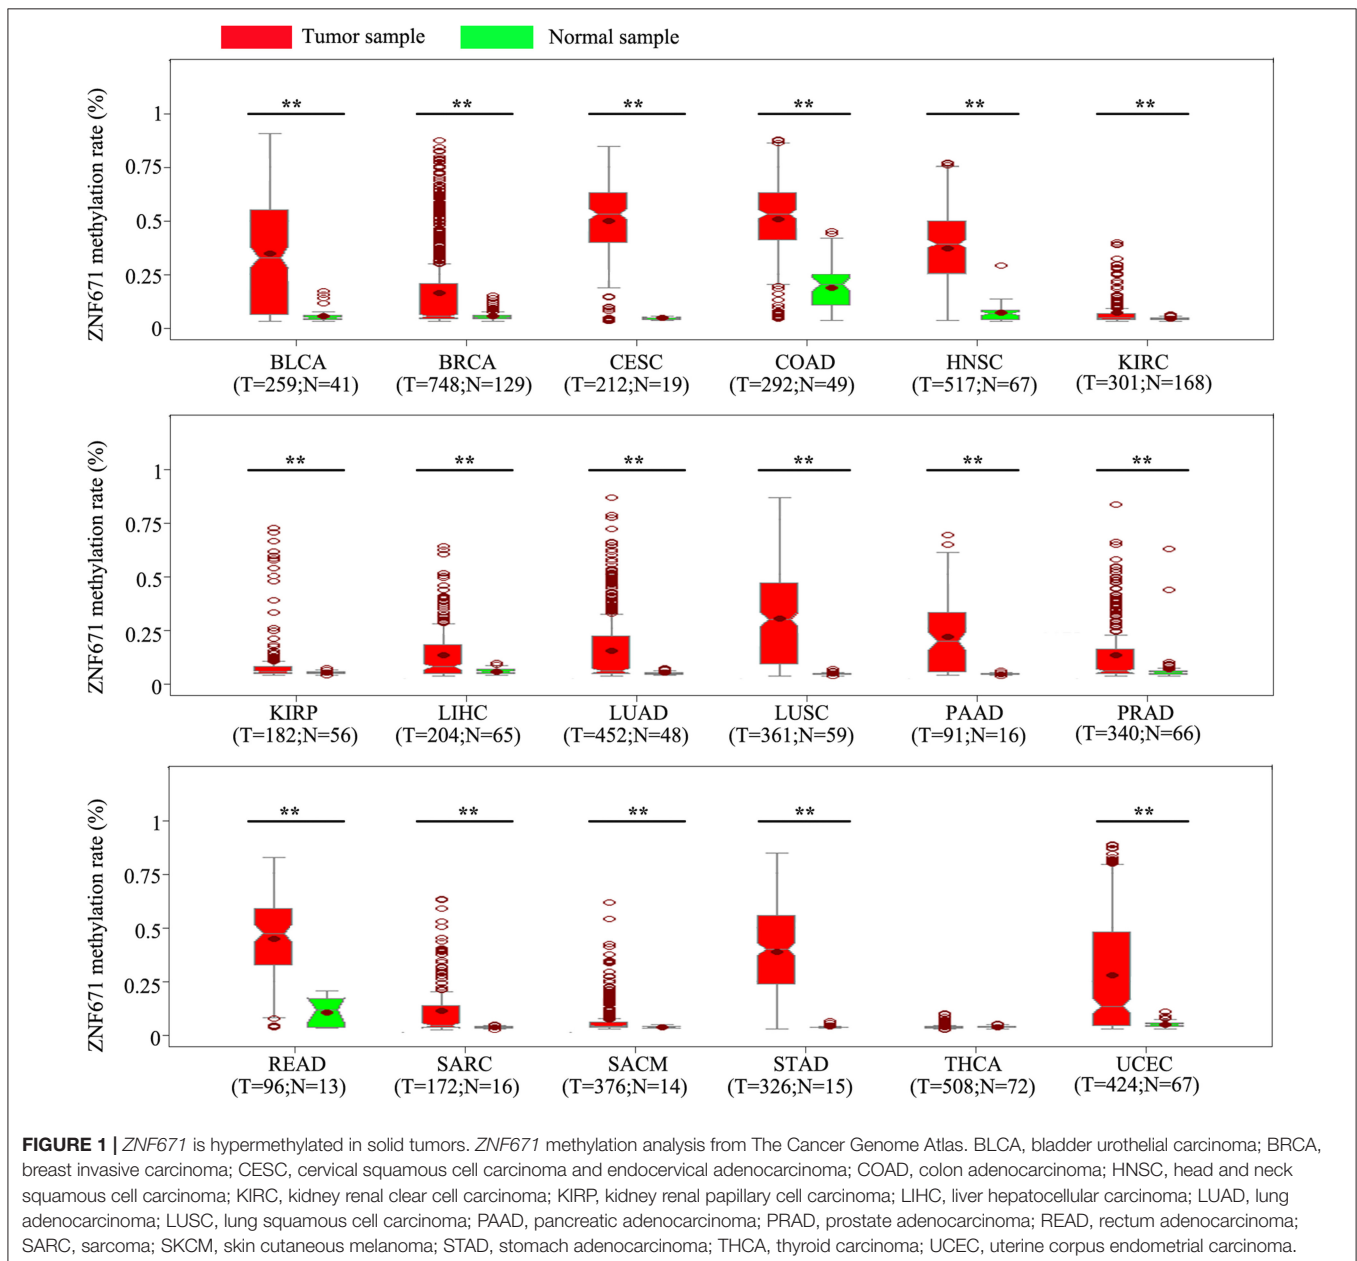 Tumor sample Normal sample
ZNF671 methylation rate (%)
1
0.75
0.5
0.25
0
** ** ** ** ** **
BLCA BRCA CESC COAD HNSC KIRC
(T=259;N=41) (T=748;N=129) (T=212;N=19) (T=292;N=49) (T=517;N=67) (T=301;N=168)
ZNF671 methylation rate (%)
1
0.75
0.5
0.25
0
** ** ** ** ** **
KIRP LIHC LUAD LUSC PAAD PRAD
(T=182;N=56) (T=204;N=65) (T=452;N=48) (T=361;N=59) (T=91;N=16) (T=340;N=66)
ZNF671 methylation rate (%)
1
0.75
0.5
0.25
0
** ** ** ** **
READ SARC SACM STAD THCA UCEC
(T=96;N=13) (T=172;N=16) (T=376;N=14) (T=326;N=15) (T=508;N=72) (T=424;N=67)
FIGURE 1 | ZNF671 is hypermethylated in solid tumors. ZNF671 methylation analysis from The Cancer Genome Atlas. BLCA, bladder urothelial carcinoma; BRCA,
breast invasive carcinoma; CESC, cervical squamous cell carcinoma and endocervical adenocarcinoma; COAD, colon adenocarcinoma; HNSC, head and neck
squamous cell carcinoma; KIRC, kidney renal clear cell carcinoma; KIRP, kidney renal papillary cell carcinoma; LIHC, liver hepatocellular carcinoma; LUAD, lung
adenocarcinoma; LUSC, lung squamous cell carcinoma; PAAD, pancreatic adenocarcinoma; PRAD, prostate adenocarcinoma; READ, rectum adenocarcinoma;
SARC, sarcoma; SKCM, skin cutaneous melanoma; STAD, stomach adenocarcinoma; THCA, thyroid carcinoma; UCEC, uterine corpus endometrial carcinoma.